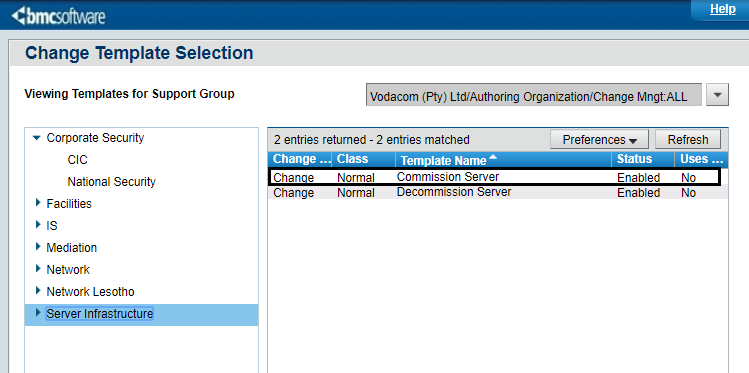 Help
bmcsoftware
Change Template Selection
Viewing Templates for Support Group
Vodacom (Pty) Ltd/Authoring Organization/Change Mngt:ALL
Corporate Security
CIC
National Security
Facilities
IS
Mediation
Network
Network Lesotho
Server Infrastructure
2 entries returned - 2 entries matched
Preferences
Refresh
Change ... Class Template Name Status Uses ...
Change Normal Commission Server Enabled No
Change Normal Decommission Server Enabled No